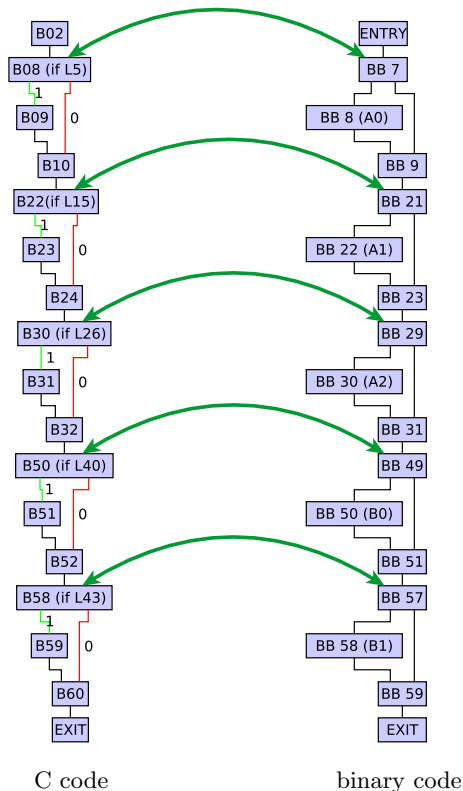 B02
B08 (if L5)
1
B09
0
B10
B22(if L15)
1
B23
0
B24
B30 (if L26)
1
B31
0
B32
B50 (if L40)
1
B51
0
B52
B58 (if L43)
1
B59
0
B60
EXIT
C code
ENTRY
BB 7
BB 8 (A0)
BB 9
BB 21
BB 22 (A1)
BB 23
BB 29
BB 30 (A2)
BB 31
BB 49
BB 50 (B0)
BB 51
BB 57
BB 58 (B1)
BB 59
EXIT
binary code